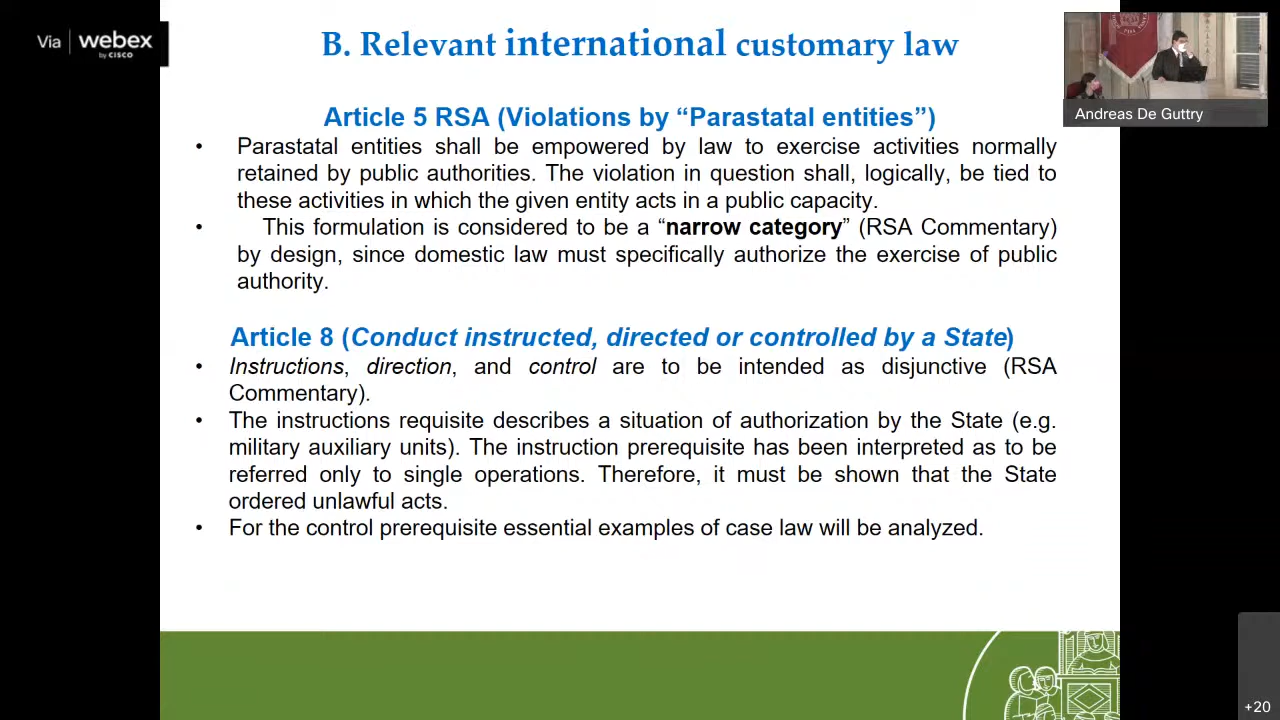 Via webex
by CISCO
B. Relevant international customary law
Andreas De Guttry
Article 5 RSA (Violations by “Parastatal entities”)
• Parastatal entities shall be empowered by law to exercise activities normally
retained by public authorities. The violation in question shall, logically, be tied to
these activities in which the given entity acts in a public capacity.
• This formulation is considered to be a “narrow category” (RSA Commentary)
by design, since domestic law must specifically authorize the exercise of public
authority.
Article 8 (Conduct instructed, directed or controlled by a State)
• Instructions, direction, and control are to be intended as disjunctive (RSA
Commentary).
• The instructions requisite describes a situation of authorization by the State (e.g.
military auxiliary units). The instruction prerequisite has been interpreted as to be
referred only to single operations. Therefore, it must be shown that the State
ordered unlawful acts.
• For the control prerequisite essential examples of case law will be analyzed.
+20